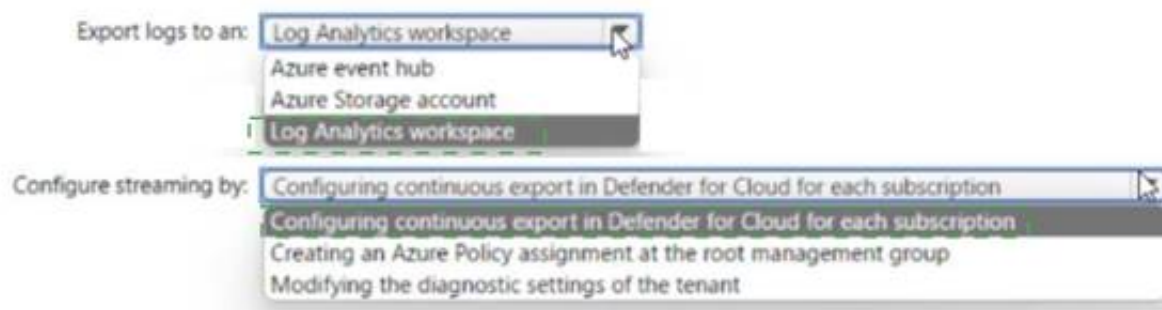 Export logs to an: Log Analytics workspace
Azure event hub
Azure Storage account
Log Analytics workspace
Configure streaming by: Configuring continuous export in Defender for Cloud for each subscription
Configuring continuous export in Defender for Cloud for each subscription
Creating an Azure Policy assignment at the root management group
Modifying the diagnostic settings of the tenant